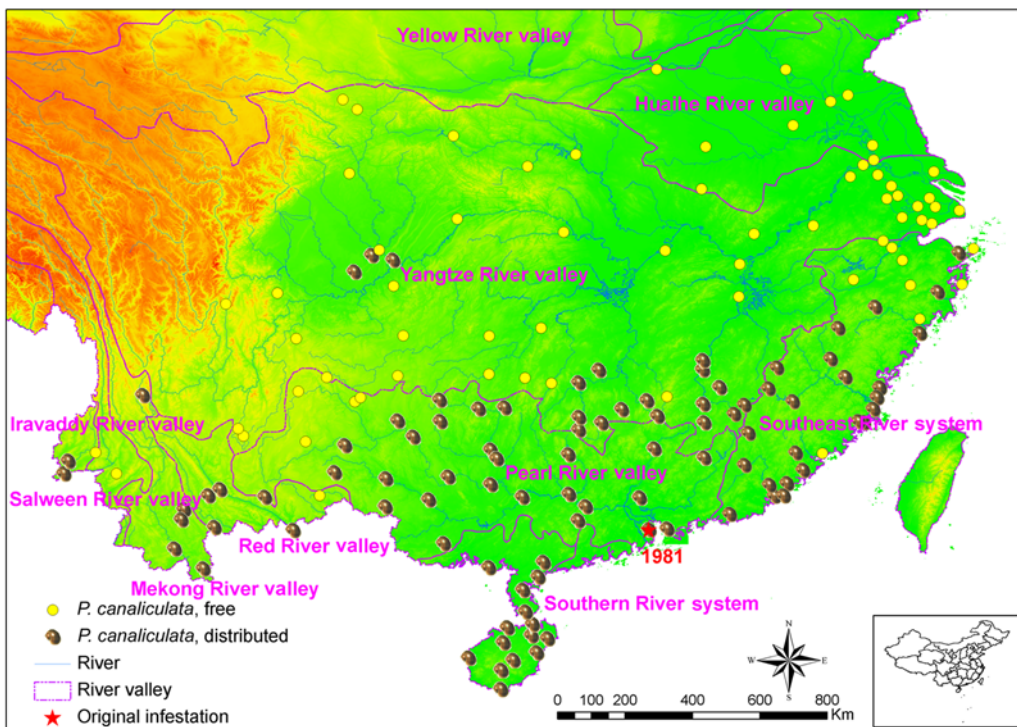 Yellow River valley
Huaihe River valley
Yangtze River valley
Iravaddy River valley
Southeast River system
Pearl River valley
Salween River valley
Red River valley
1981
Mekong River valley
Southern River system
P. canaliculata, free
P. canaliculata, distributed
River
River valley
Original infestation
N
W E
S
0 100 200 400 600 800
Km